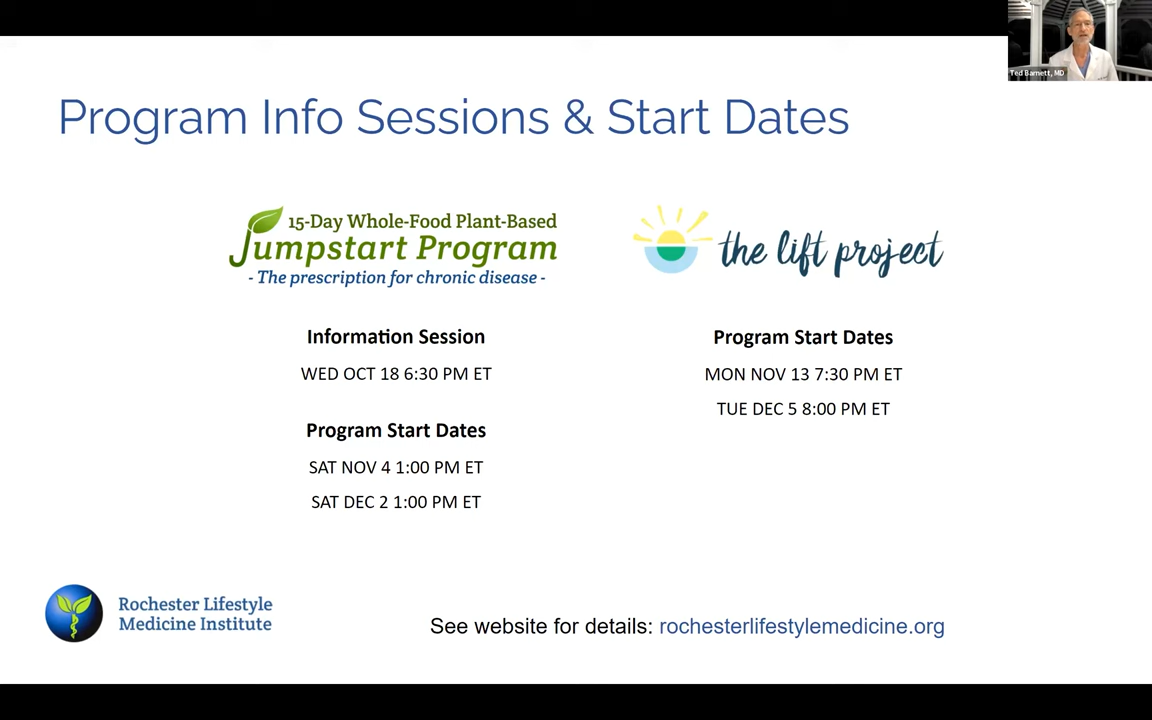 Ted Barnett, MD
Program Info Sessions & Start Dates
15-Day Whole-Food Plant-Based
Jumpstart Program
- The prescription for chronic disease -
Information Session
WED OCT 18 6:30 PM ET
Program Start Dates
SAT NOV 4 1:00 PM ET
SAT DEC 2 1:00 PM ET
the lift project
Program Start Dates
MON NOV 13 7:30 PM ET
TUE DEC 5 8:00 PM ET
Rochester Lifestyle
Medicine Institute
See website for details: rochesterlifestylemedicine.org